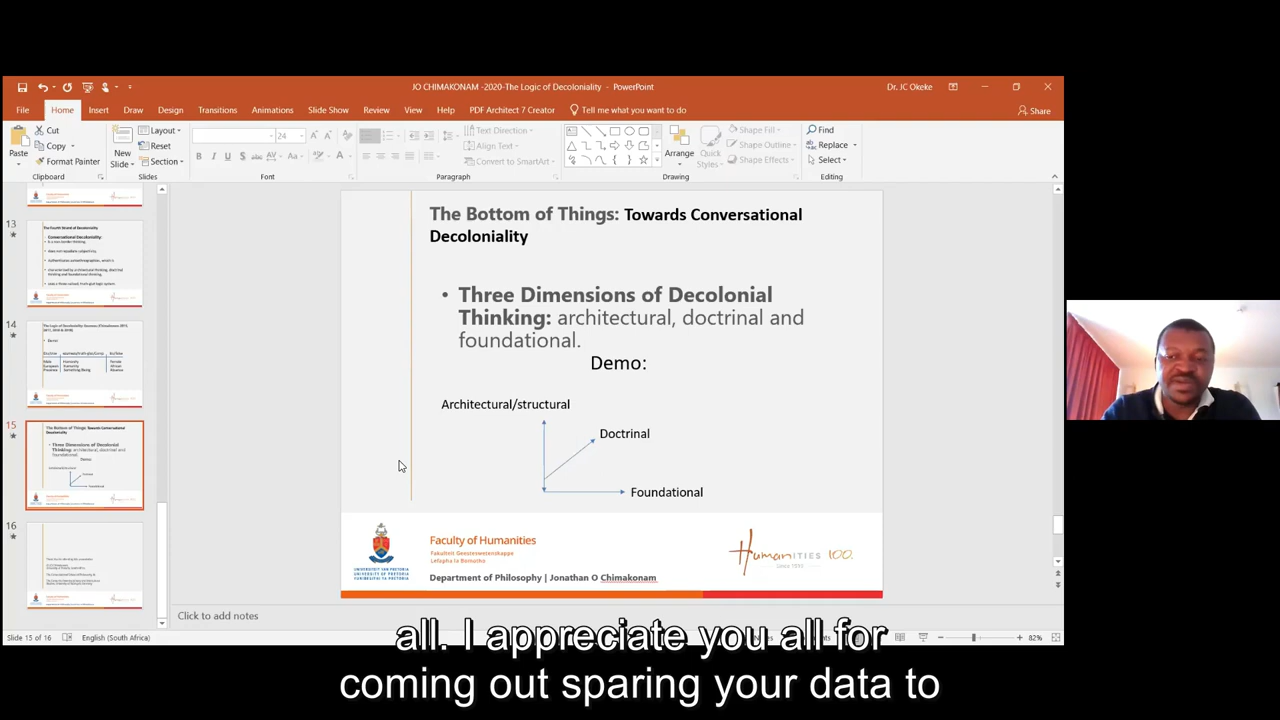 JO CHIMAKONAM -2020-The Logic of Decoloniality - PowerPoint
Dr. JC Okeke
File Home Insert Draw Design Transitions Animations Slide Show Review View Help PDF Architect 7 Creator Tell me what you want to do
Share
Paste
Cut
Copy
Format Painter
Clipboard
New
Slide
Layout
Reset
Section
Slides
24
Font
Text Direction
Align Text
Convert to SmartArt
Paragraph
Arrange
Quick
Styles
Shape Fill
Shape Outline
Shape Effects
Drawing
Find
Replace
Select
Editing
13
14
15
16
The Bottom of Things: Towards Conversational
Decoloniality
• Three Dimensions of Decolonial
Thinking: architectural, doctrinal and
foundational.
Demo:
Architectural/structural
Doctrinal
Foundational
UNIVERSITEIT VAN PRETORIA
UNIVERSITY OF PRETORIA
YUNIBESITHI YA PRETORIA
Faculty of Humanities
Fakulteit Geesteswetenskappe
Lefapha la Bomotho
Department of Philosophy | Jonathan O Chimakonam
Humanities 100.
Click to add notes
Slide 15 of 16
English (South Africa)
82%
all. I appreciate you all for
coming out sparing your data to